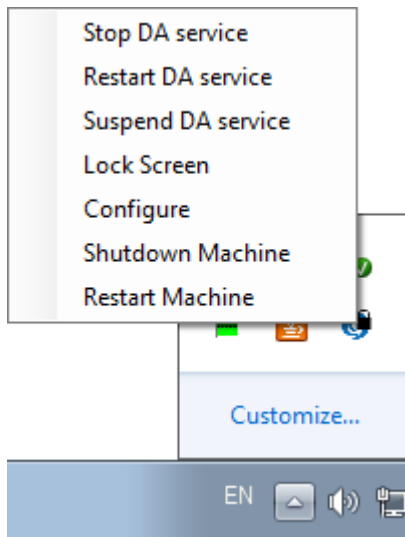 Stop DA service
Restart DA service
Suspend DA service
Lock Screen
Configure
Shutdown Machine
Restart Machine
Customize...
EN